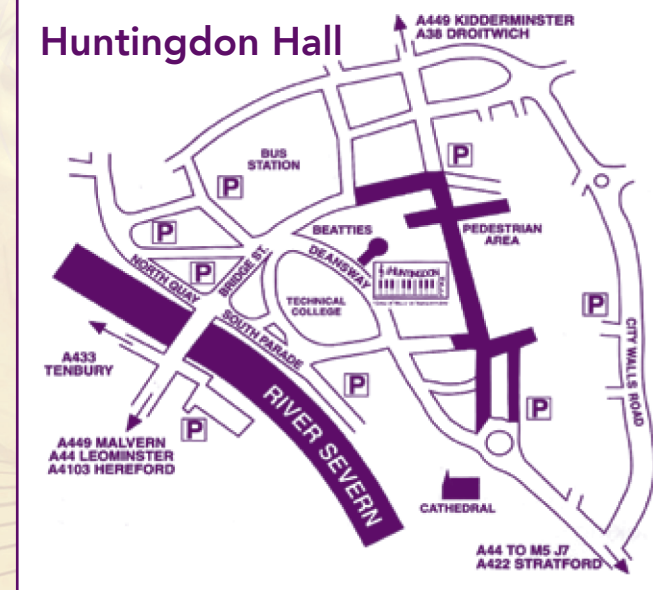 Huntingdon Hall
A449 KIDDERMINSTER
A38 DROITWICH
BUS
STATION
P
P
P
BEATTIES
PEDESTRIAN
AREA
P
DEANSWAY
HUNTINGDON
NORTH QUAY
P
BRIDGE ST.
TECHNICAL
COLLEGE
P
CITY WALLS ROAD
SOUTH PARADE
A433
TENBURY
P
RIVER SEVERN
P
P
A449 MALVERN
A44 LEOMINSTER
A4103 HEREFORD
CATHEDRAL
A44 TO M5 J7
A422 STRATFORD